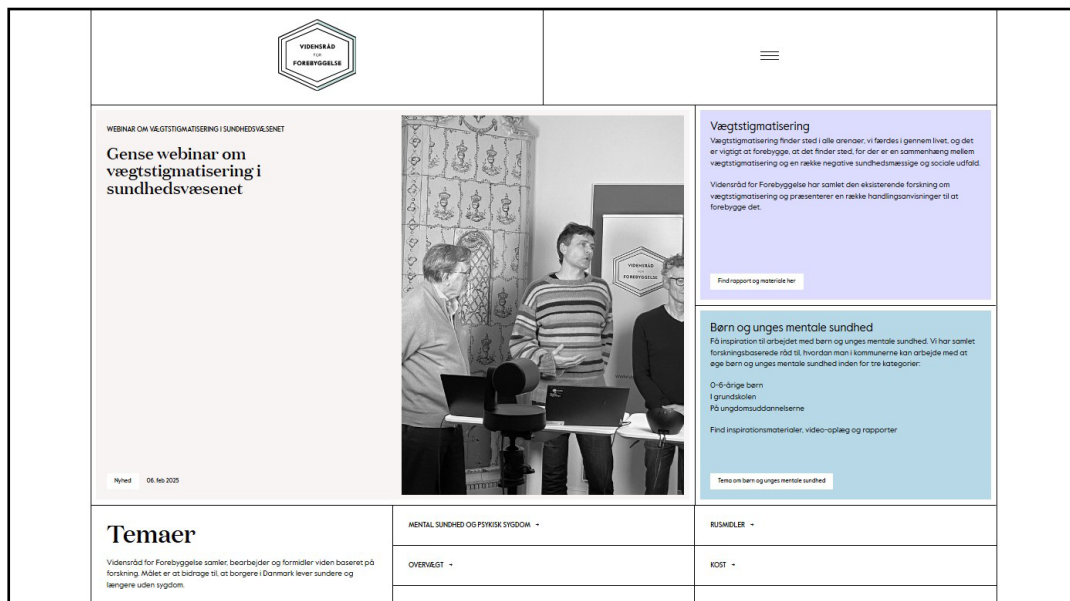 VIDENSRÅD
FOR
FOREBYGGELSE
WEBINAR OM VÆGTSTIGMATISERING I SUNDHEDSVÆSENET
Gense webinar om
vægtstigmatisering i
sundhedsvæsenet
VIDENSRÅD
FOR
FOREBYGGELSE
Nyhed
06. feb 2025
Vægtstigmatisering
Vægtstigmatisering finder sted i alle arenaer, vi færdes i gennem livet, og det
er vigtigt at forebygge, at det finder sted, for der er en sammenhæng mellem
vægtstigmatisering og en række negative sundhedsmæssige og sociale udfald.
Vidensråd for Forebyggelse har samlet den eksisterende forskning om
vægtstigmatisering og præsenterer en række handlingsanvisninger til at
forebygge det.
Find rapport og materiale her
Børn og unges mentale sundhed
Få inspiration til arbejdet med børn og unges mentale sundhed. Vi har samlet
forskningsbaserede råd til, hvordan man i kommunerne kan arbejde med at
øge børn og unges mentale sundhed inden for tre kategorier:
0-6-årige børn
I grundskolen
På ungdomsuddannelserne
Find inspirationsmaterialer, video-oplæg og rapporter
Tema om børn og unges mentale sundhed
Temaer
Vidensråd for Forebyggelse samler, bearbejder og formidler viden baseret på
forskning. Målet er at bidrage til, at borgere i Danmark lever sundere og
længere uden sygdom.
MENTAL SUNDHED OG PSYKISK SYGDOM →
RUSMIDLER →
OVERVÆGT →
KOST →